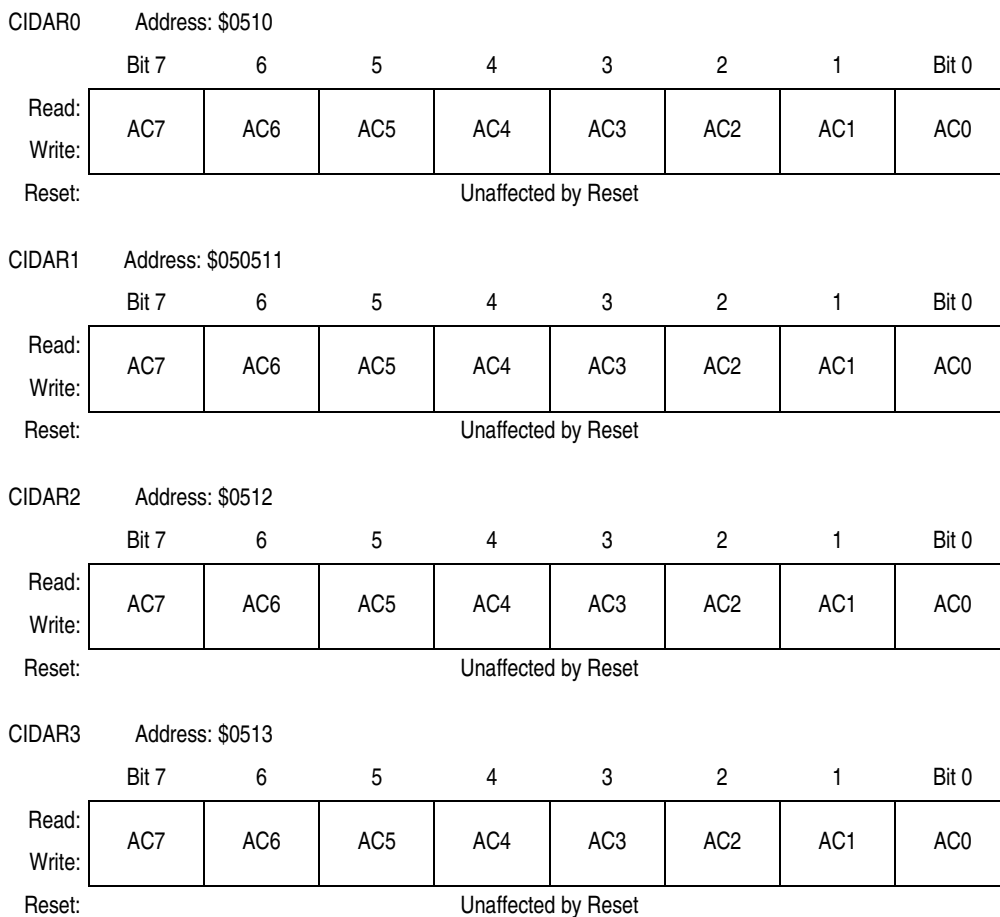 CIDAR0 Address: $0510
Bit 7 6 5 4 3 2 1 Bit 0
Read:
AC7 AC6 AC5 AC4 AC3 AC2 AC1 AC0
Write:
Reset: Unaffected by Reset
CIDAR1 Address: $050511
Bit 7 6 5 4 3 2 1 Bit 0
Read:
AC7 AC6 AC5 AC4 AC3 AC2 AC1 AC0
Write:
Reset: Unaffected by Reset
CIDAR2 Address: $0512
Bit 7 6 5 4 3 2 1 Bit 0
Read:
AC7 AC6 AC5 AC4 AC3 AC2 AC1 AC0
Write:
Reset: Unaffected by Reset
CIDAR3 Address: $0513
Bit 7 6 5 4 3 2 1 Bit 0
Read:
AC7 AC6 AC5 AC4 AC3 AC2 AC1 AC0
Write:
Reset: Unaffected by Reset